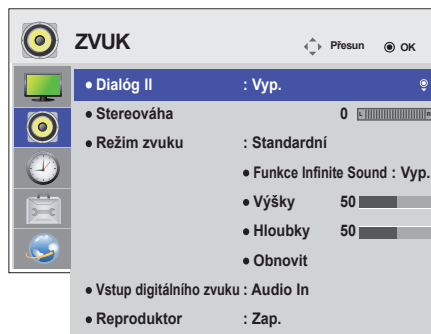 ZVUK
Přesun OK
Dialóg II : Vyp.
Stereováha 0 L R
Režim zvuku : Standardní
Funkce Infinite Sound : Vyp.
Výšky 50
Hloubky 50
Obnovit
Vstup digitálního zvuku : Audio In
Reproduktor : Zap.